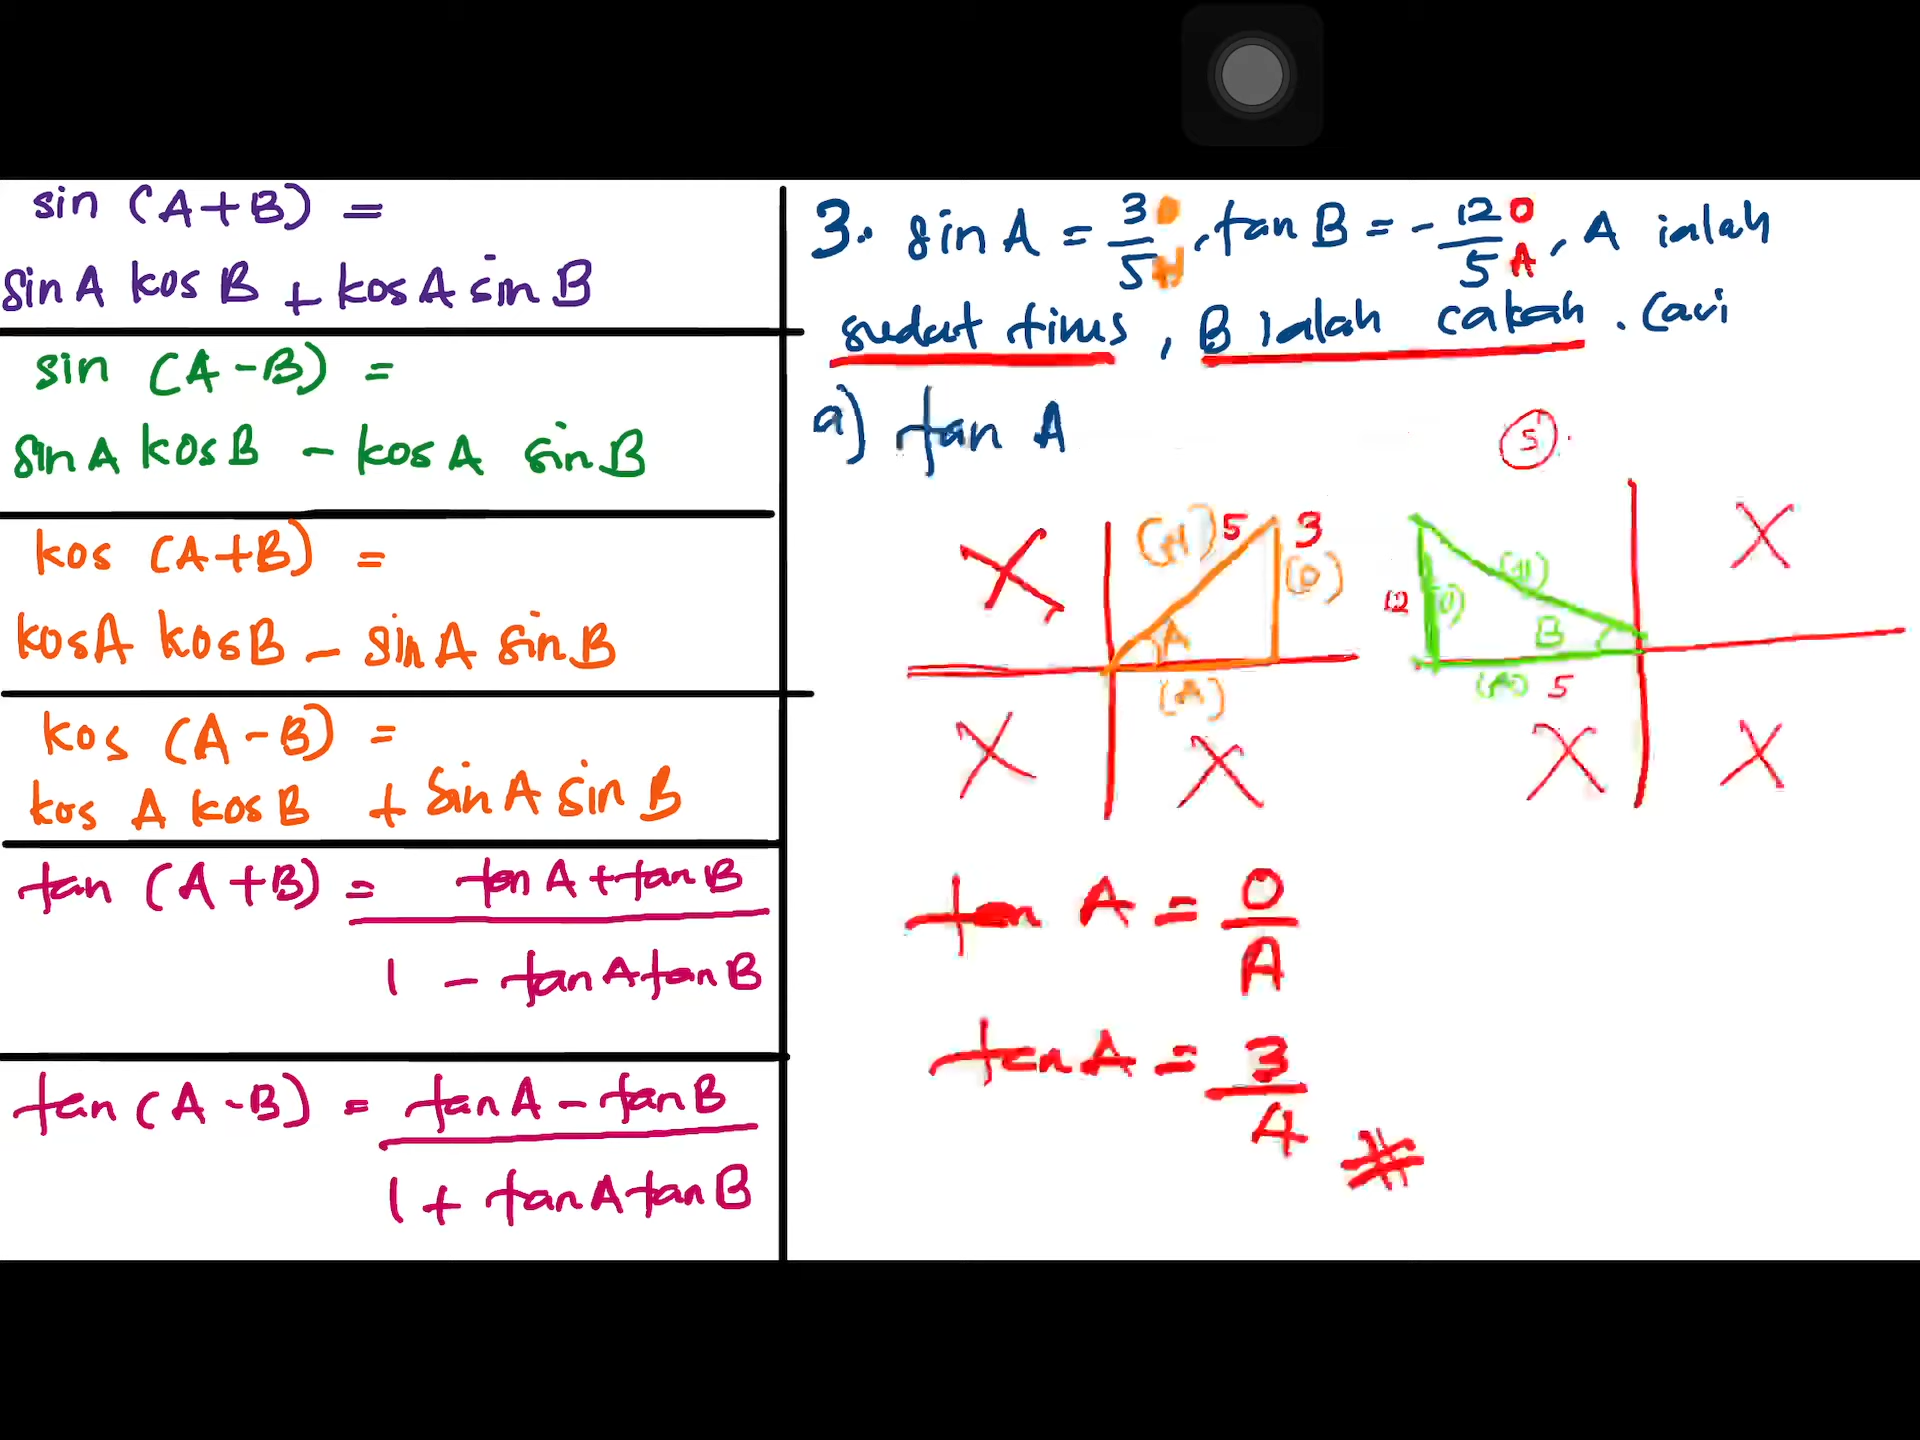 sin (A+B) =
sin A kos B + kos A sin B
sin (A-B) =
sin A kos B - kos A sin B
kos (A+B) =
kos A kos B - sin A sin B
kos (A-B) =
kos A kos B + sin A sin B
tan (A+B) = tan A + tan B
1 - tan A tan B
tan (A-B) = tan A - tan B
1 + tan A tan B
3. sin A = 3/5 O H , tan B = - 12/5 O A , A ialah
sudut tirus , B ialah cakah . Cari
a) tan A
S
X (H) 5 3 (O) A (A) X X
X 12 (O) (H) B (A) 5 X X
tan A = O/A
tan A = 3/4